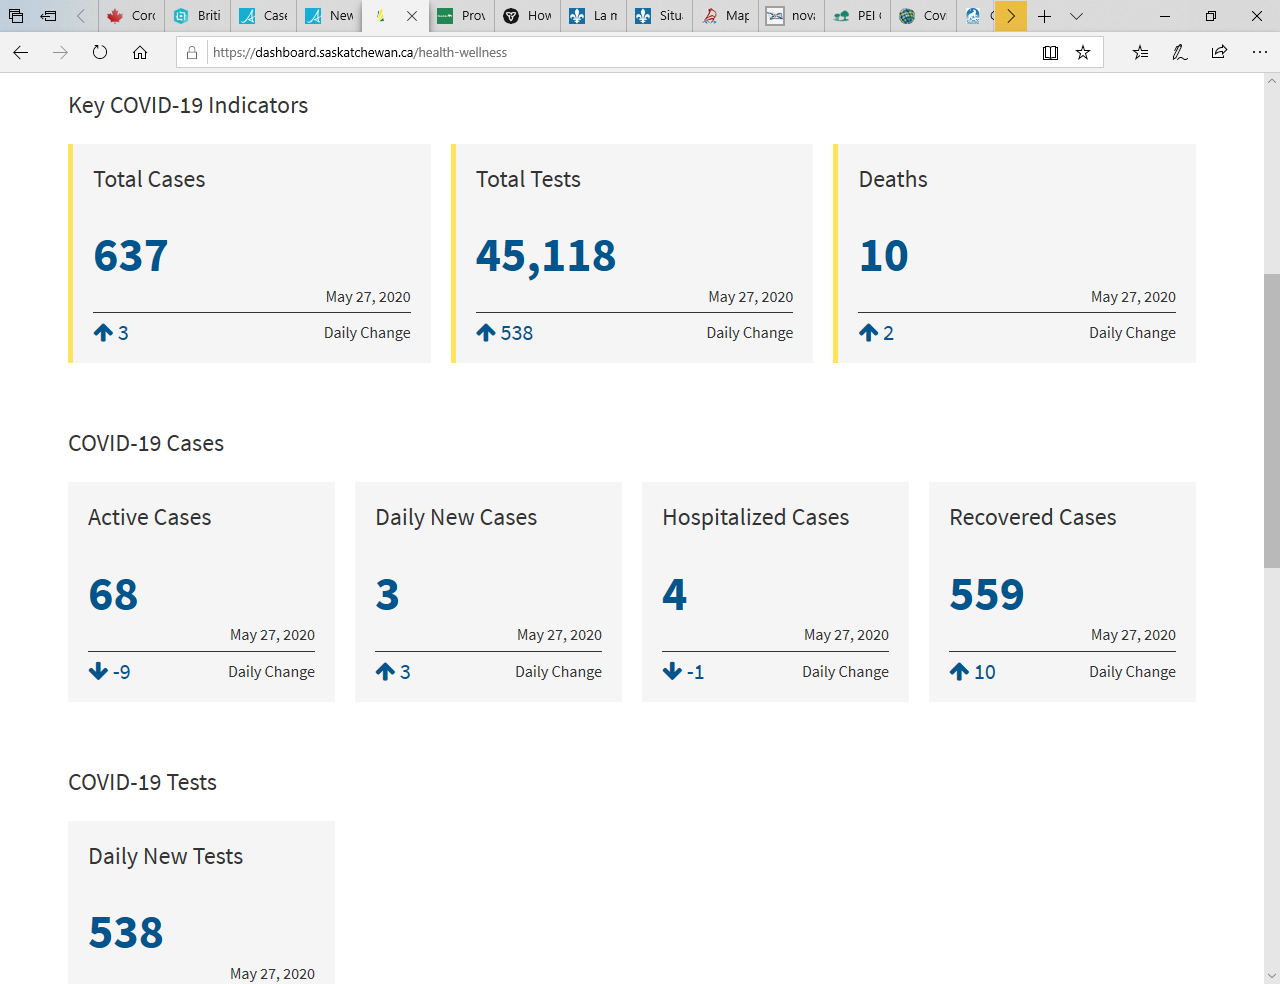 Coro
Briti
Case
New
Prov
How
La m
Situa
Map
nova
PEI
Covi
https://dashboard.saskatchewan.ca/health-wellness
Key COVID-19 Indicators
Total Cases
637
May 27, 2020
3 Daily Change
Total Tests
45,118
May 27, 2020
538 Daily Change
Deaths
10
May 27, 2020
2 Daily Change
COVID-19 Cases
Active Cases
68
May 27, 2020
-9 Daily Change
Daily New Cases
3
May 27, 2020
3 Daily Change
Hospitalized Cases
4
May 27, 2020
-1 Daily Change
Recovered Cases
559
May 27, 2020
10 Daily Change
COVID-19 Tests
Daily New Tests
538
May 27, 2020